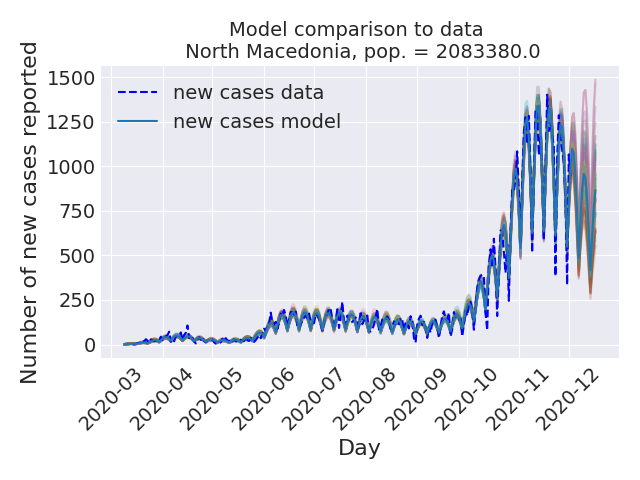 Model comparison to data
North Macedonia, pop. = 2083380.0
Number of new cases reported
1500
1250
1000
750
500
250
0
new cases data
new cases model
2020-03
2020-04
2020-05
2020-06
2020-07
2020-08
2020-09
2020-10
2020-11
2020-12
Day